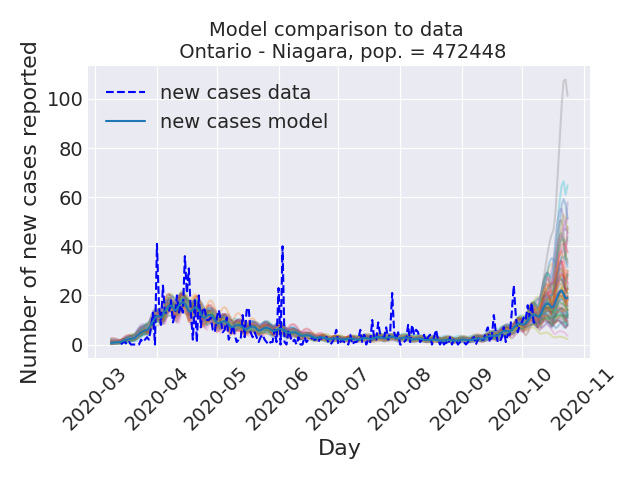 Model comparison to data
Ontario - Niagara, pop. = 472448
Number of new cases reported
100
80
60
40
20
0
new cases data
new cases model
2020-03
2020-04
2020-05
2020-06
2020-07
2020-08
2020-09
2020-10
2020-11
Day